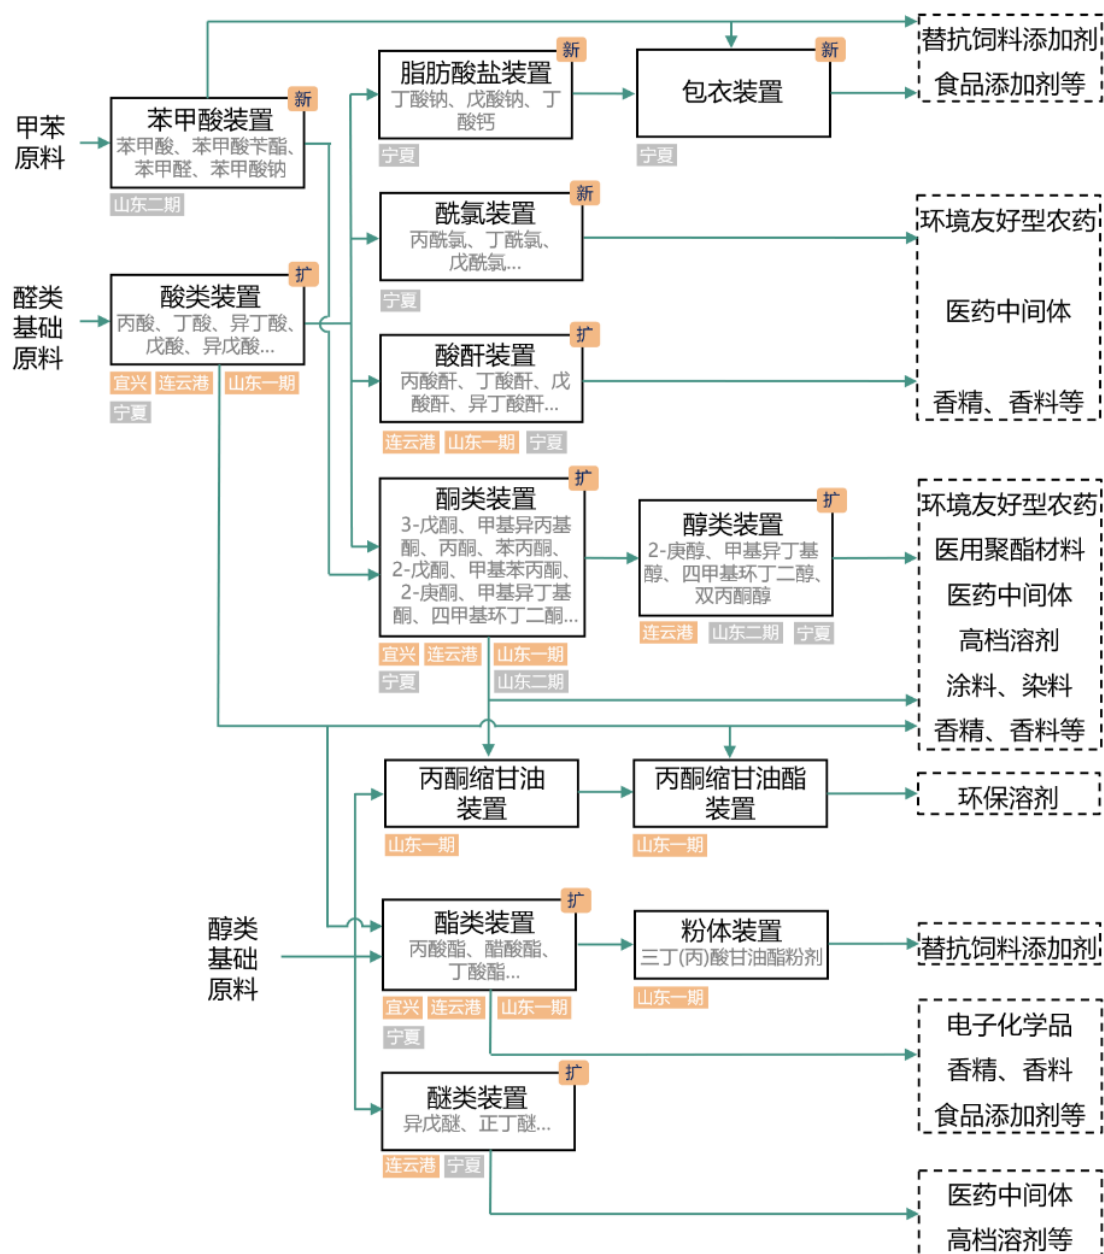 替抗饲料添加剂
食品添加剂等
新
脂肪酸盐装置
丁酸钠、戊酸钠、丁
酸钙
宁夏
新
包衣装置
宁夏
甲苯
原料
新
苯甲酸装置
苯甲酸、苯甲酸苄酯、
苯甲醛、苯甲酸钠
山东二期
新
酰氯装置
丙酰氯、丁酰氯、
戊酰氯...
宁夏
环境友好型农药
医药中间体
香精、香料等
醛类
基础
原料
扩
酸类装置
丙酸、丁酸、异丁酸、
戊酸、异戊酸...
宜兴 连云港 山东一期
宁夏
扩
酸酐装置
丙酸酐、丁酸酐、戊
酸酐、异丁酸酐...
连云港 山东一期 宁夏
扩
酮类装置
3-戊酮、甲基异丙基
酮、丙酮、苯丙酮、
2-戊酮、甲基苯丙酮、
2-庚酮、甲基异丁基
酮、四甲基环丁二酮...
宜兴 连云港 山东一期
宁夏 山东二期
扩
醇类装置
2-庚醇、甲基异丁基
醇、四甲基环丁二醇、
双丙酮醇
连云港 山东二期 宁夏
环境友好型农药
医用聚酯材料
医药中间体
高档溶剂
涂料、染料
香精、香料等
丙酮缩甘油
装置
山东一期
丙酮缩甘油酯
装置
山东一期
环保溶剂
醇类
基础
原料
扩
酯类装置
丙酸酯、醋酸酯、
丁酸酯...
宜兴 连云港 山东一期
宁夏
粉体装置
三丁(丙)酸甘油酯粉剂
山东一期
替抗饲料添加剂
电子化学品
香精、香料
食品添加剂等
扩
醚类装置
异戊醚、正丁醚...
连云港 宁夏
医药中间体
高档溶剂等